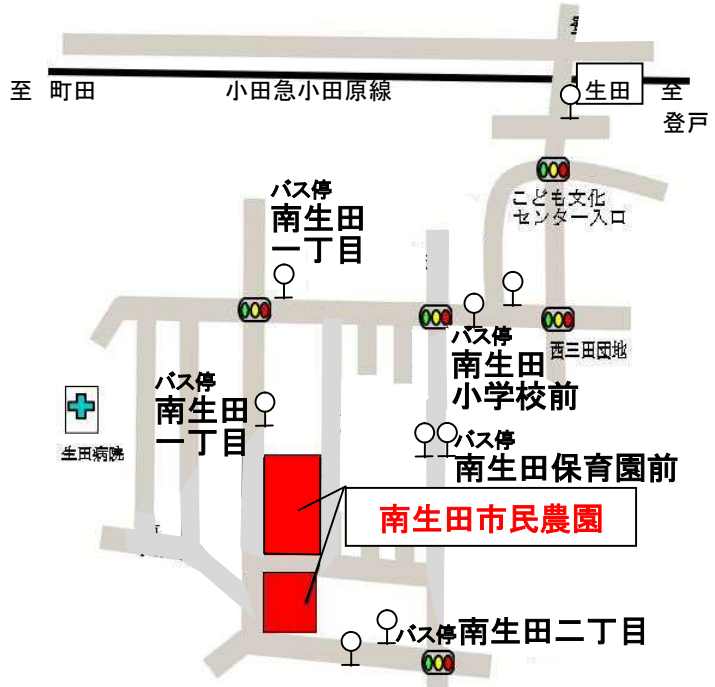 至 町田
小田急小田原線
生田
至
登戸
こども文化
センター入口
バス停
南生田
一丁目
西三田団地
バス停
南生田
小学校前
バス停
南生田
一丁目
生田病院
バス停
南生田保育園前
南生田市民農園
バス停 南生田二丁目